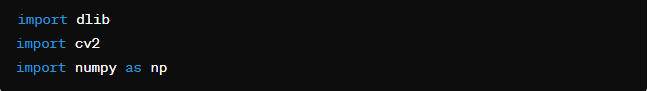 import dlib
import cv2
import numpy as np